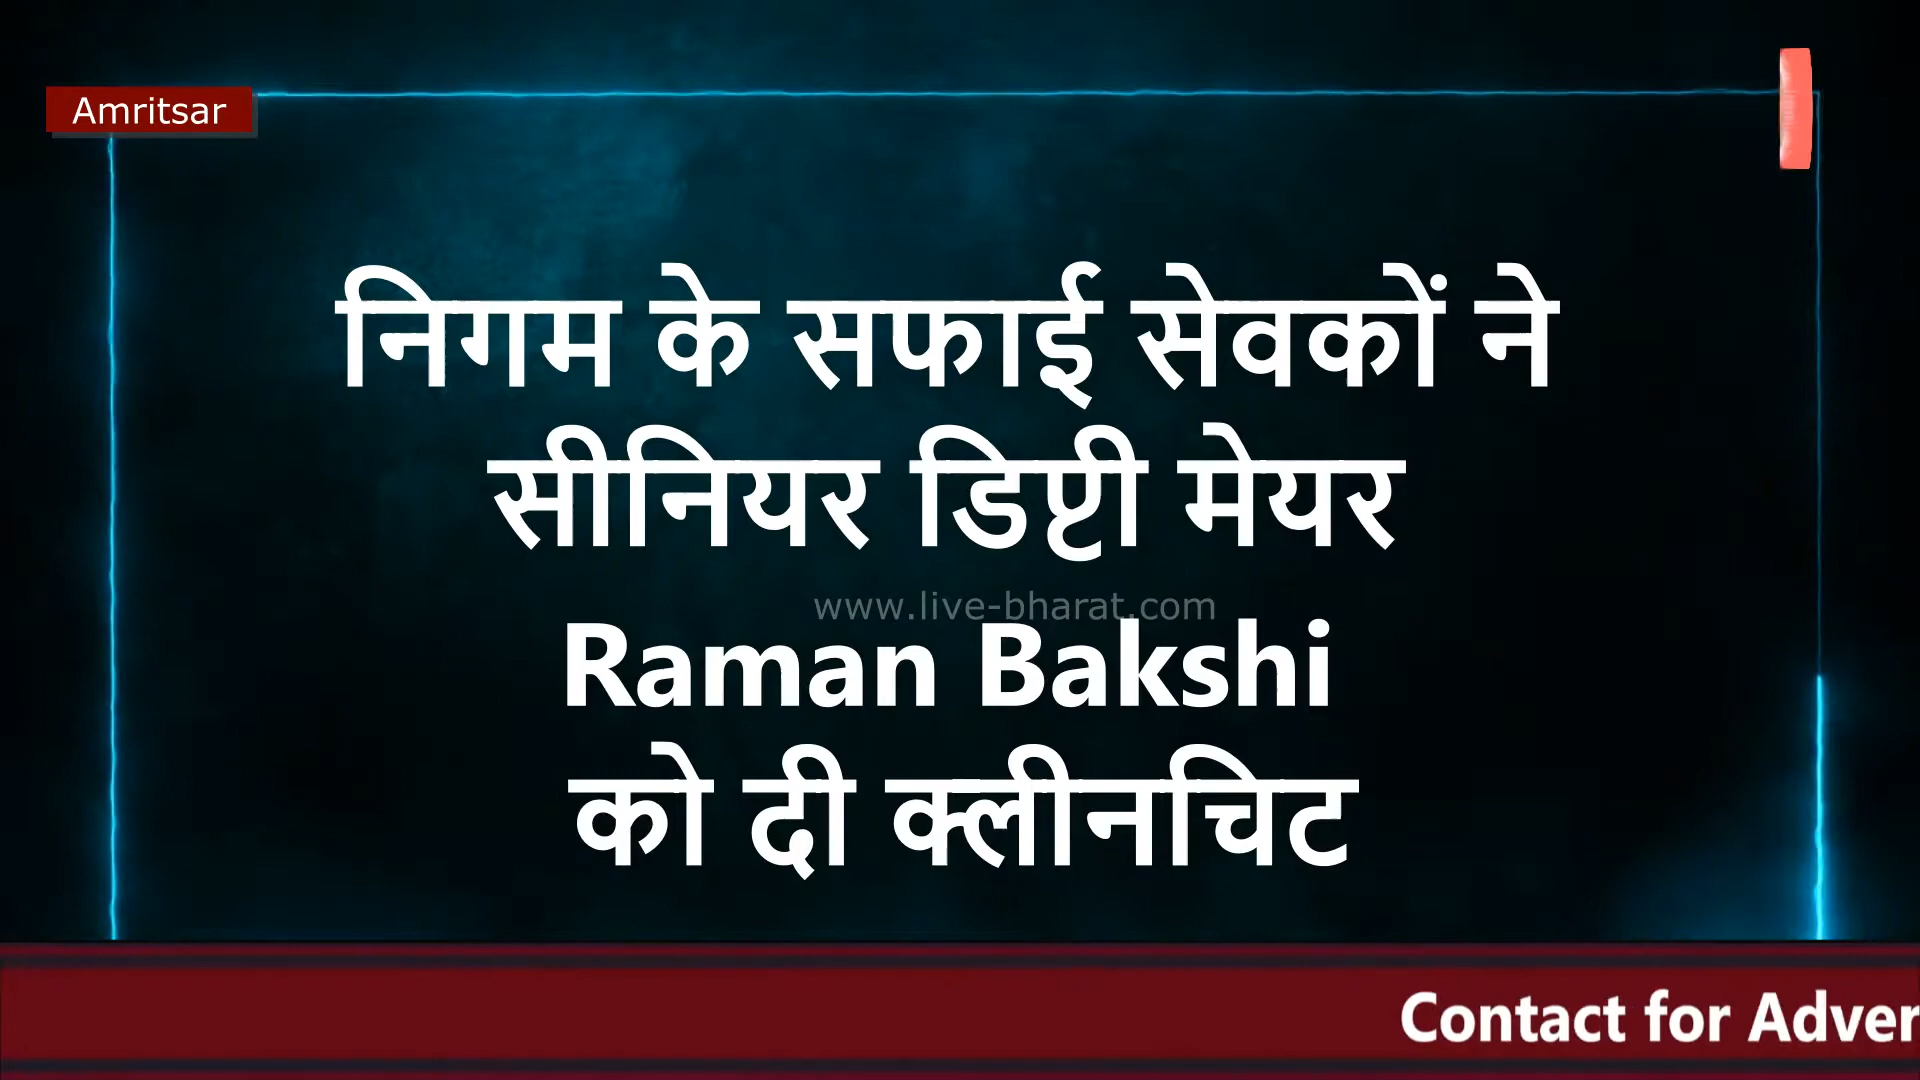 Amritsar
निगम के सफाई सेवकों ने
सीनियर डिप्टी मेयर
www.live-bharat.com
Raman Bakshi
को दी क्लीनचिट
Contact for Adver